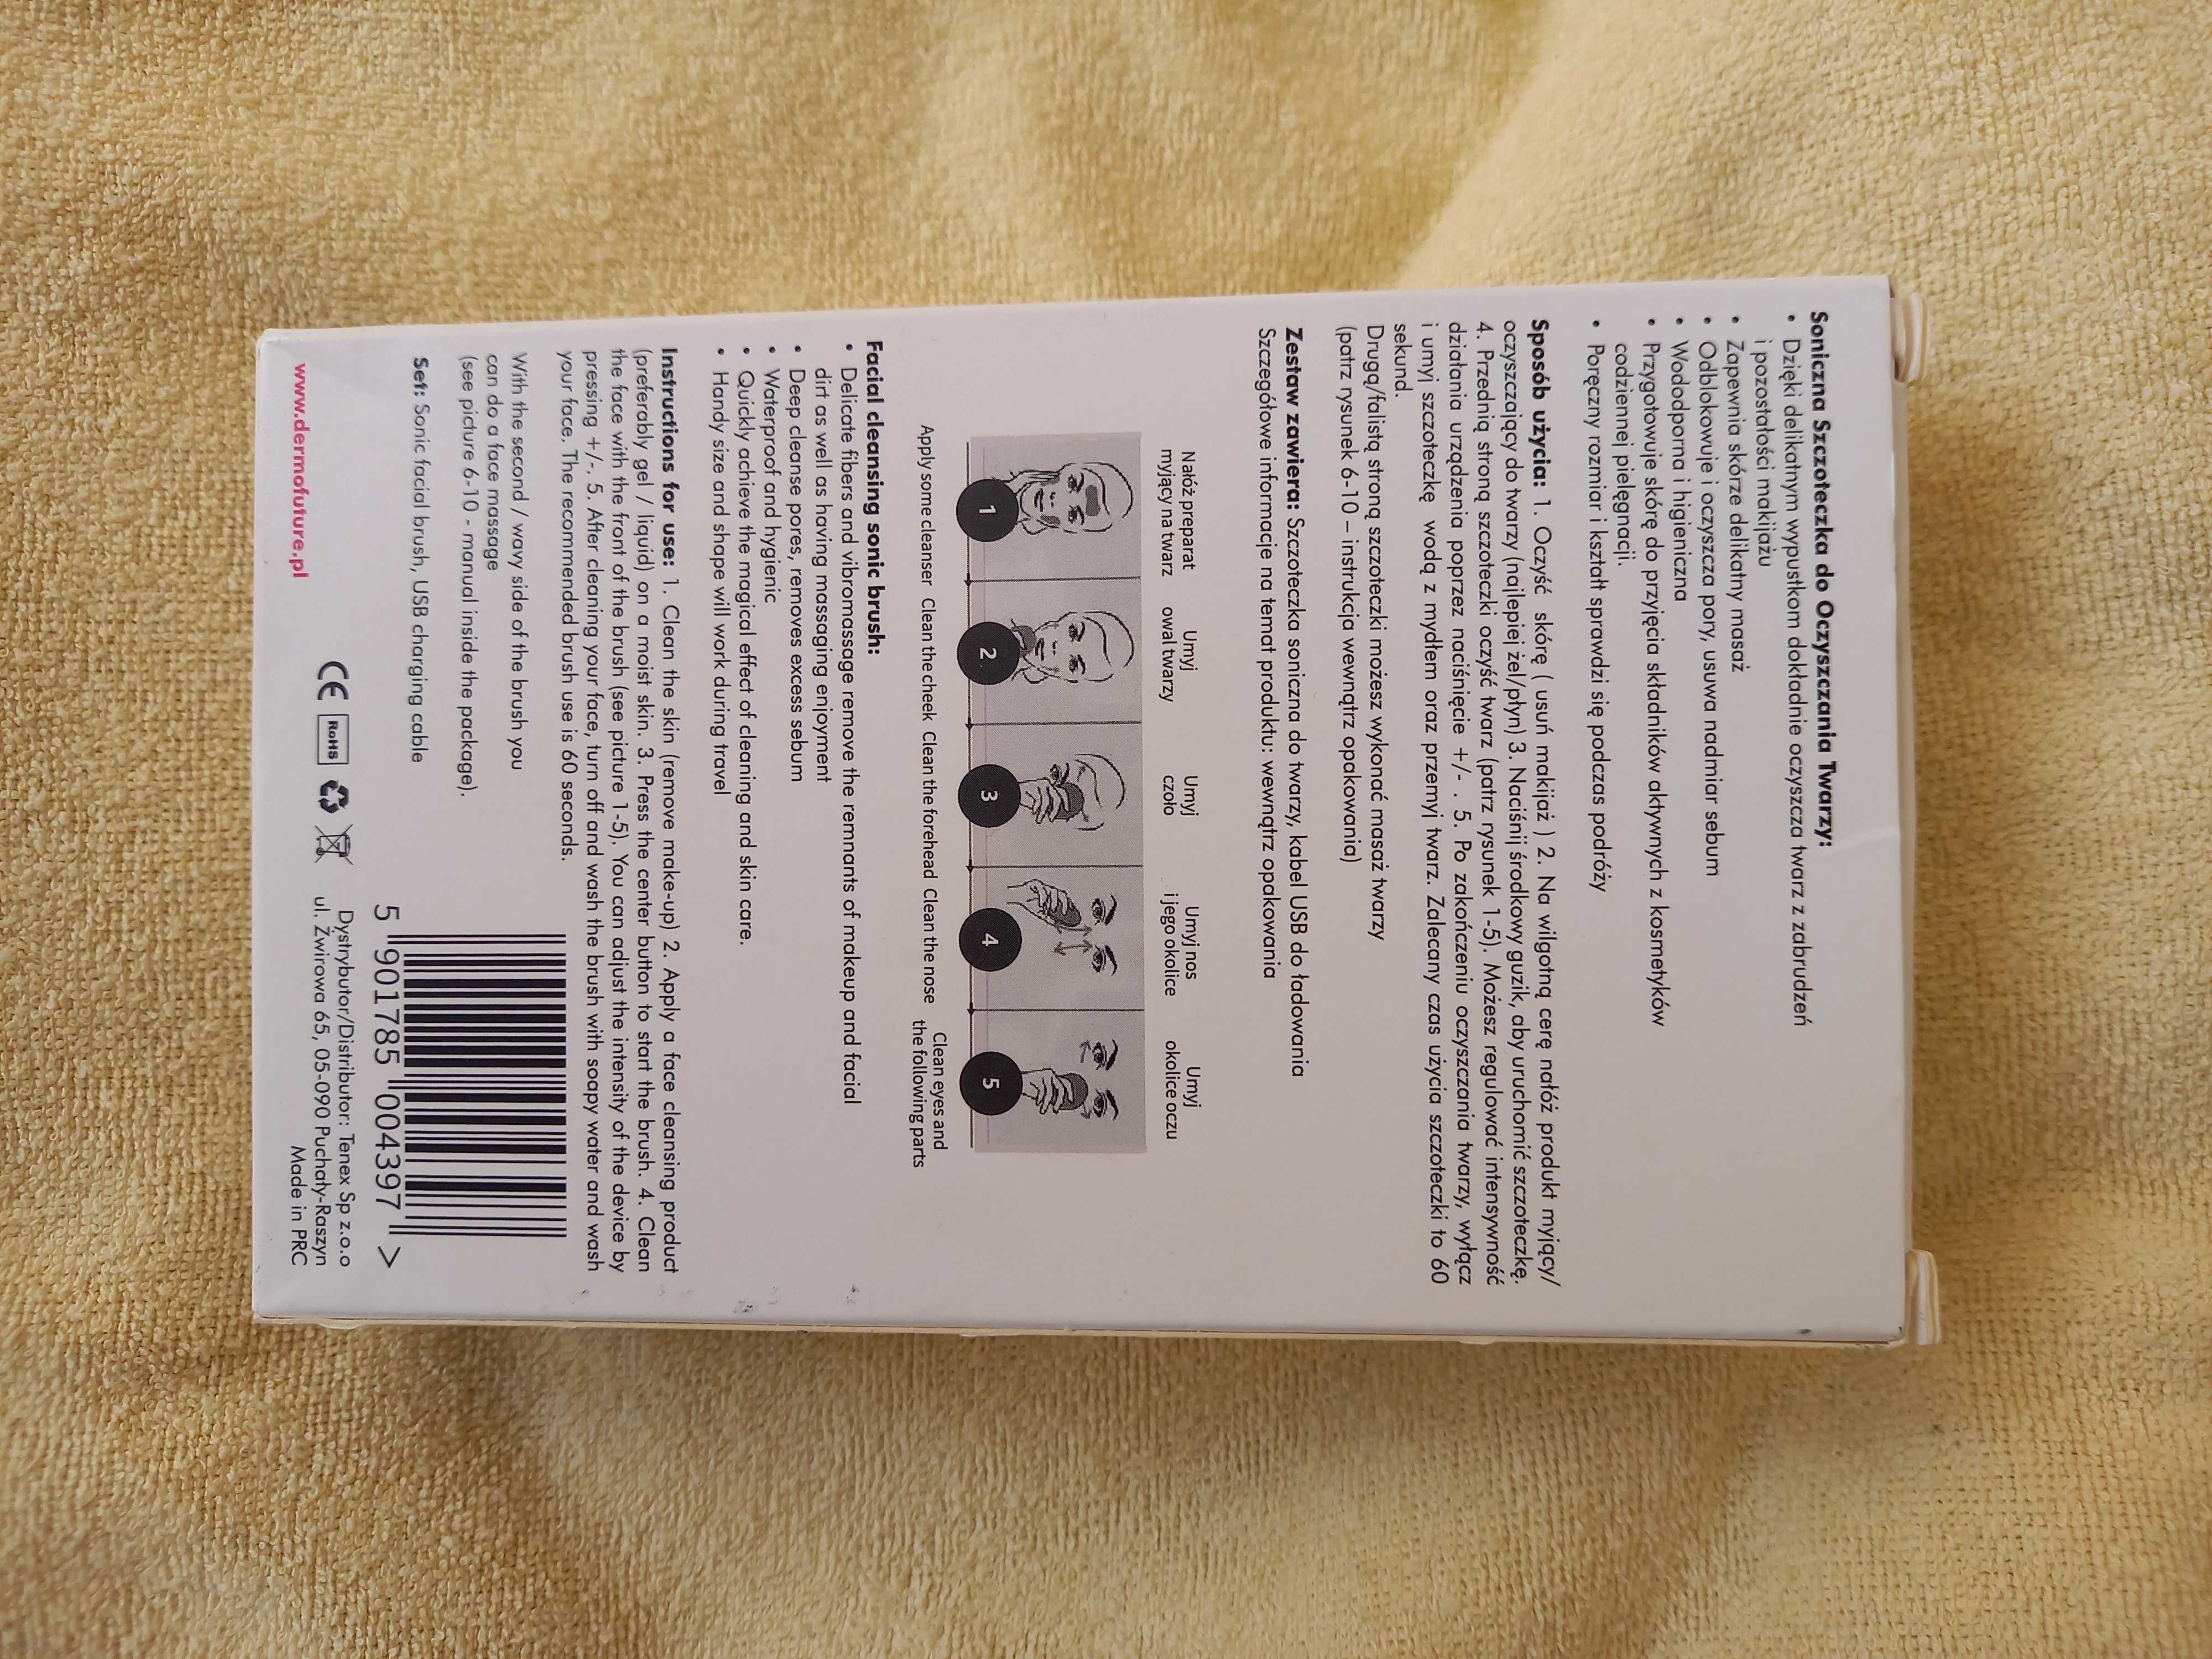 Soniczna Szczoteczka do Oczyszczania Twarzy:
• Dzięki delikatnym wypustkom dokładnie oczyszcza twarz z zabrudzeń
i pozostałości makijażu
• Zapewnia skórze delikatny masaż
• Odblokowuje i oczyszcza pory, usuwa nadmiar sebum
• Wodoodporna i higieniczna
• Przygotowuje skórę do przyjęcia składników aktywnych z kosmetyków
codziennej pielęgnacji.
• Poręczny rozmiar i kształt sprawdzi się podczas podróży
Sposób użycia: 1. Oczyść skórę ( usuń makijaż ) 2. Na wilgotną cerę nałóż produkt myjący/
oczyszczający do twarzy (najlepiej żel/płyn) 3. Naciśnij środkowy guzik, aby uruchomić szczoteczkę.
4. Przednią stroną szczoteczki oczyść twarz (patrz rysunek 1-5). Możesz regulować intensywność
działania urządzenia poprzez naciśnięcie +/- . 5. Po zakończeniu oczyszczania twarzy, wyłącz
i umyj szczoteczkę wodą z mydłem oraz przemyj twarz. Zalecany czas użycia szczoteczki to 60
sekund.
Drugą/falistą stroną szczoteczki możesz wykonać masaż twarzy
(patrz rysunek 6-10 – instrukcja wewnątrz opakowania)
Zestaw zawiera: Szczoteczka soniczna do twarzy, kabel USB do ładowania
Szczegółowe informacje na temat produktu: wewnątrz opakowania
Nałóż preparat
myjący na twarz
Umyj
owal twarzy
Umyj
czoło
Umyj nos
i jego okolice
Umyj
okolice oczu
1
2
3
4
5
Apply some cleanser
Clean the cheek
Clean the forehead
Clean the nose
Clean eyes and
the following parts
Facial cleansing sonic brush:
• Delicate fibers and vibromassage remove the remnants of makeup and facial
dirt as well as having massaging enjoyment
• Deep cleanse pores, removes excess sebum
• Waterproof and hygienic
• Quickly achieve the magical effect of cleaning and skin care.
• Handy size and shape will work during travel
Instructions for use: 1. Clean the skin (remove make-up) 2. Apply a face cleansing product
(preferably gel / liquid) on a moist skin. 3. Press the center button to start the brush. 4. Clean
the face with the front of the brush (see picture 1-5). You can adjust the intensity of the device by
pressing +/-. 5. After cleaning your face, turn off and wash the brush with soapy water and wash
your face. The recommended brush use is 60 seconds.
With the second / wavy side of the brush you
can do a face massage
(see picture 6-10 - manual inside the package).
Set: Sonic facial brush, USB charging cable
5 901785 004397 >
CE
RoHS
www.dermofuture.pl
Dystrybutor/Distributor: Tenex Sp z.o.o
ul. Żwirowa 65, 05-090 Puchały-Raszyn
Made in PRC